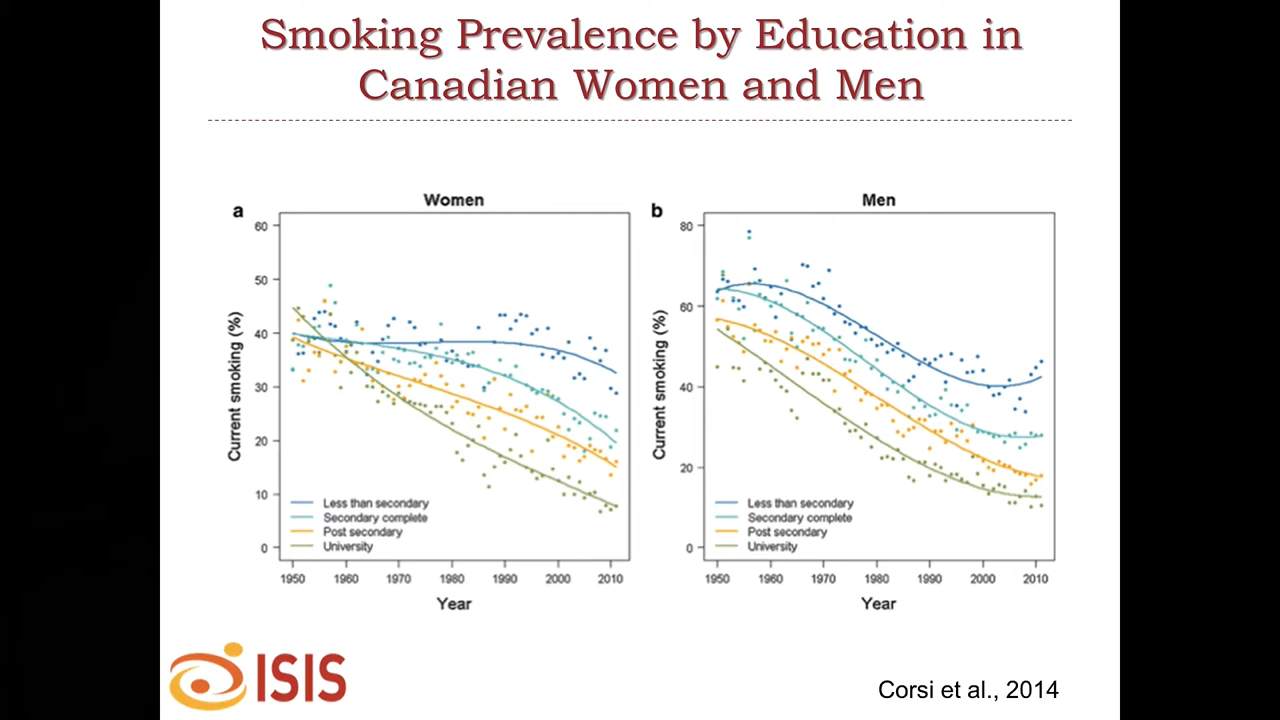 Smoking Prevalence by Education in
Canadian Women and Men
a
Women
60
50
40
30
20
10
0
Current smoking (%)
Less than secondary
Secondary complete
Post secondary
University
1950 1960 1970 1980 1990 2000 2010
Year
b
Men
80
60
40
20
0
Current smoking (%)
Less than secondary
Secondary complete
Post secondary
University
1950 1960 1970 1980 1990 2000 2010
Year
ISIS
Corsi et al., 2014